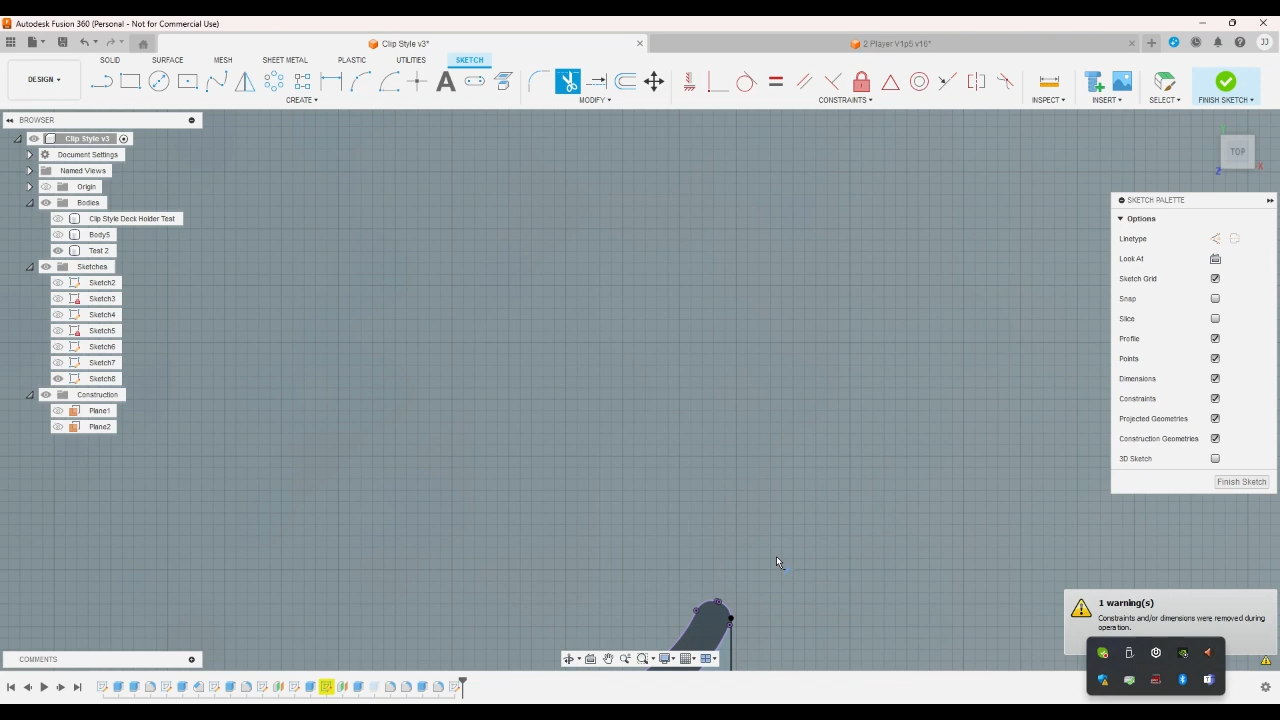 Autodesk Fusion 360 (Personal - Not for Commercial Use)
Clip Style v3*
2 Player V1p5 v16*
JJ
DESIGN
SOLID
SURFACE
MESH
SHEET METAL
PLASTIC
UTILITIES
SKETCH
CREATE
MODIFY
CONSTRAINTS
INSPECT
INSERT
SELECT
FINISH SKETCH
BROWSER
Clip Style v3
Document Settings
Named Views
Origin
Bodies
Clip Style Deck Holder Test
Body5
Test 2
Sketches
Sketch2
Sketch3
Sketch4
Sketch5
Sketch6
Sketch7
Sketch8
Construction
Plane1
Plane2
TOP
Y
X
Z
SKETCH PALETTE
Options
Linetype
Look At
Sketch Grid
Snap
Slice
Profile
Points
Dimensions
Constraints
Projected Geometries
Construction Geometries
3D Sketch
Finish Sketch
1 warning(s)
Constraints and/or dimensions were removed during
operation.
COMMENTS